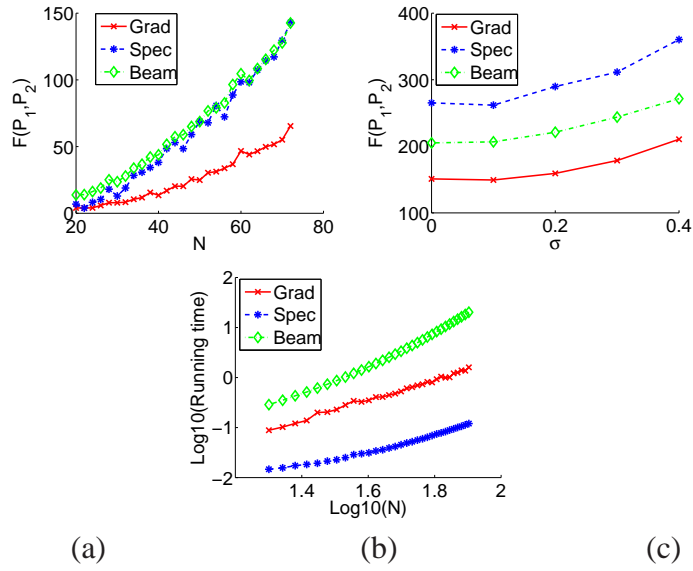 F(P1,P2)
150
100
50
0
20
40
60
80
N
Grad
Spec
Beam
F(P1,P2)
400
300
200
100
0
0.2
0.4
σ
Grad
Spec
Beam
Log10(Running time)
2
1
0
−1
−2
1.4
1.6
1.8
2
Log10(N)
Grad
Spec
Beam
(a) (b) (c)